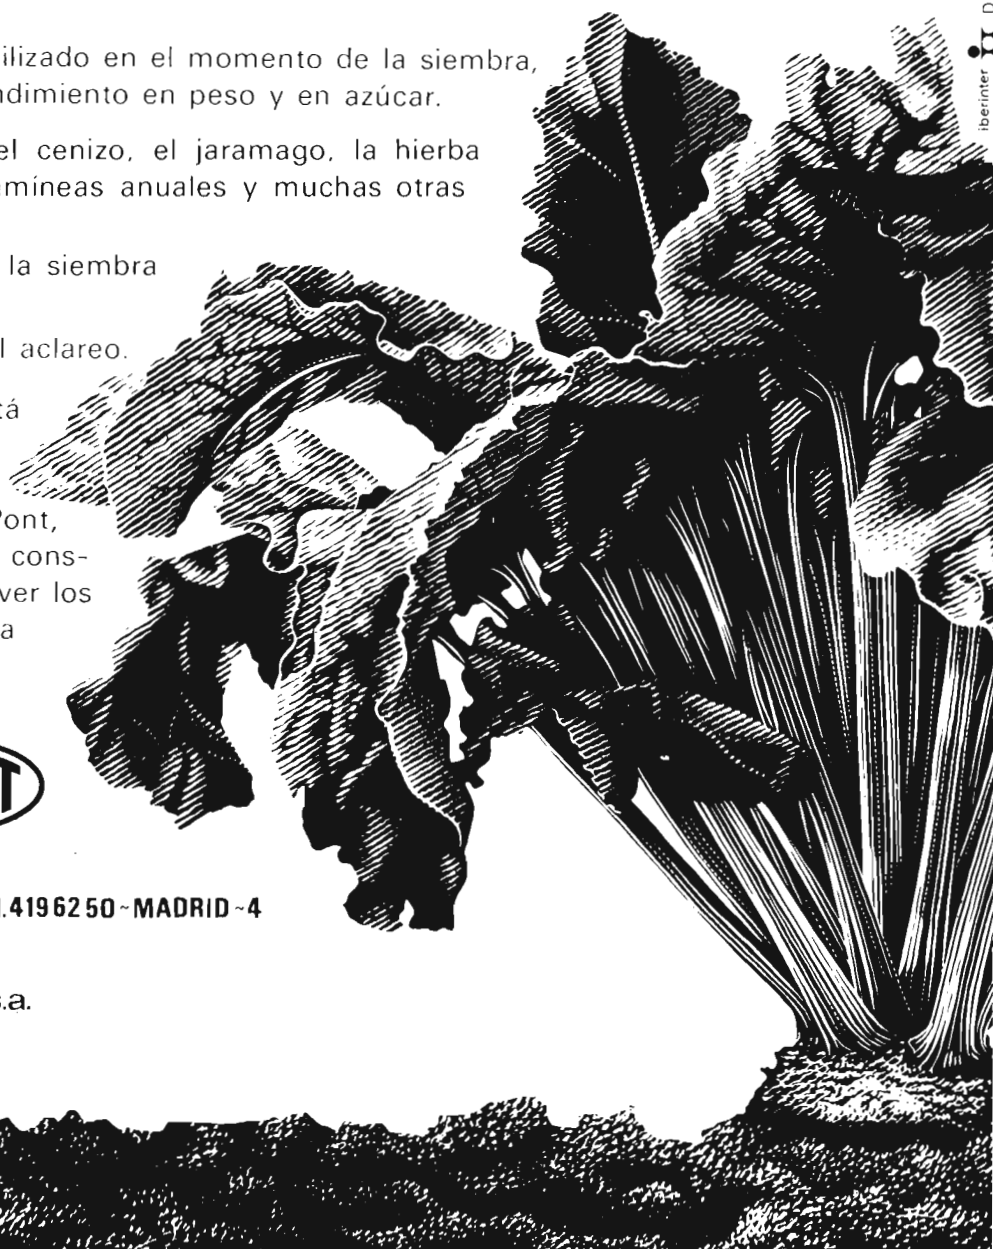 ilizado en el momento de la siembra,
ndimiento en peso y en azúcar.
el cenizo, el jaramago, la hierba
amíneas anuales y muchas otras
la siembra
l aclareo.
tá
Pont,
cons-
ver los
a
T
l.4196250~MADRID~4
s.a.
iberinter
D